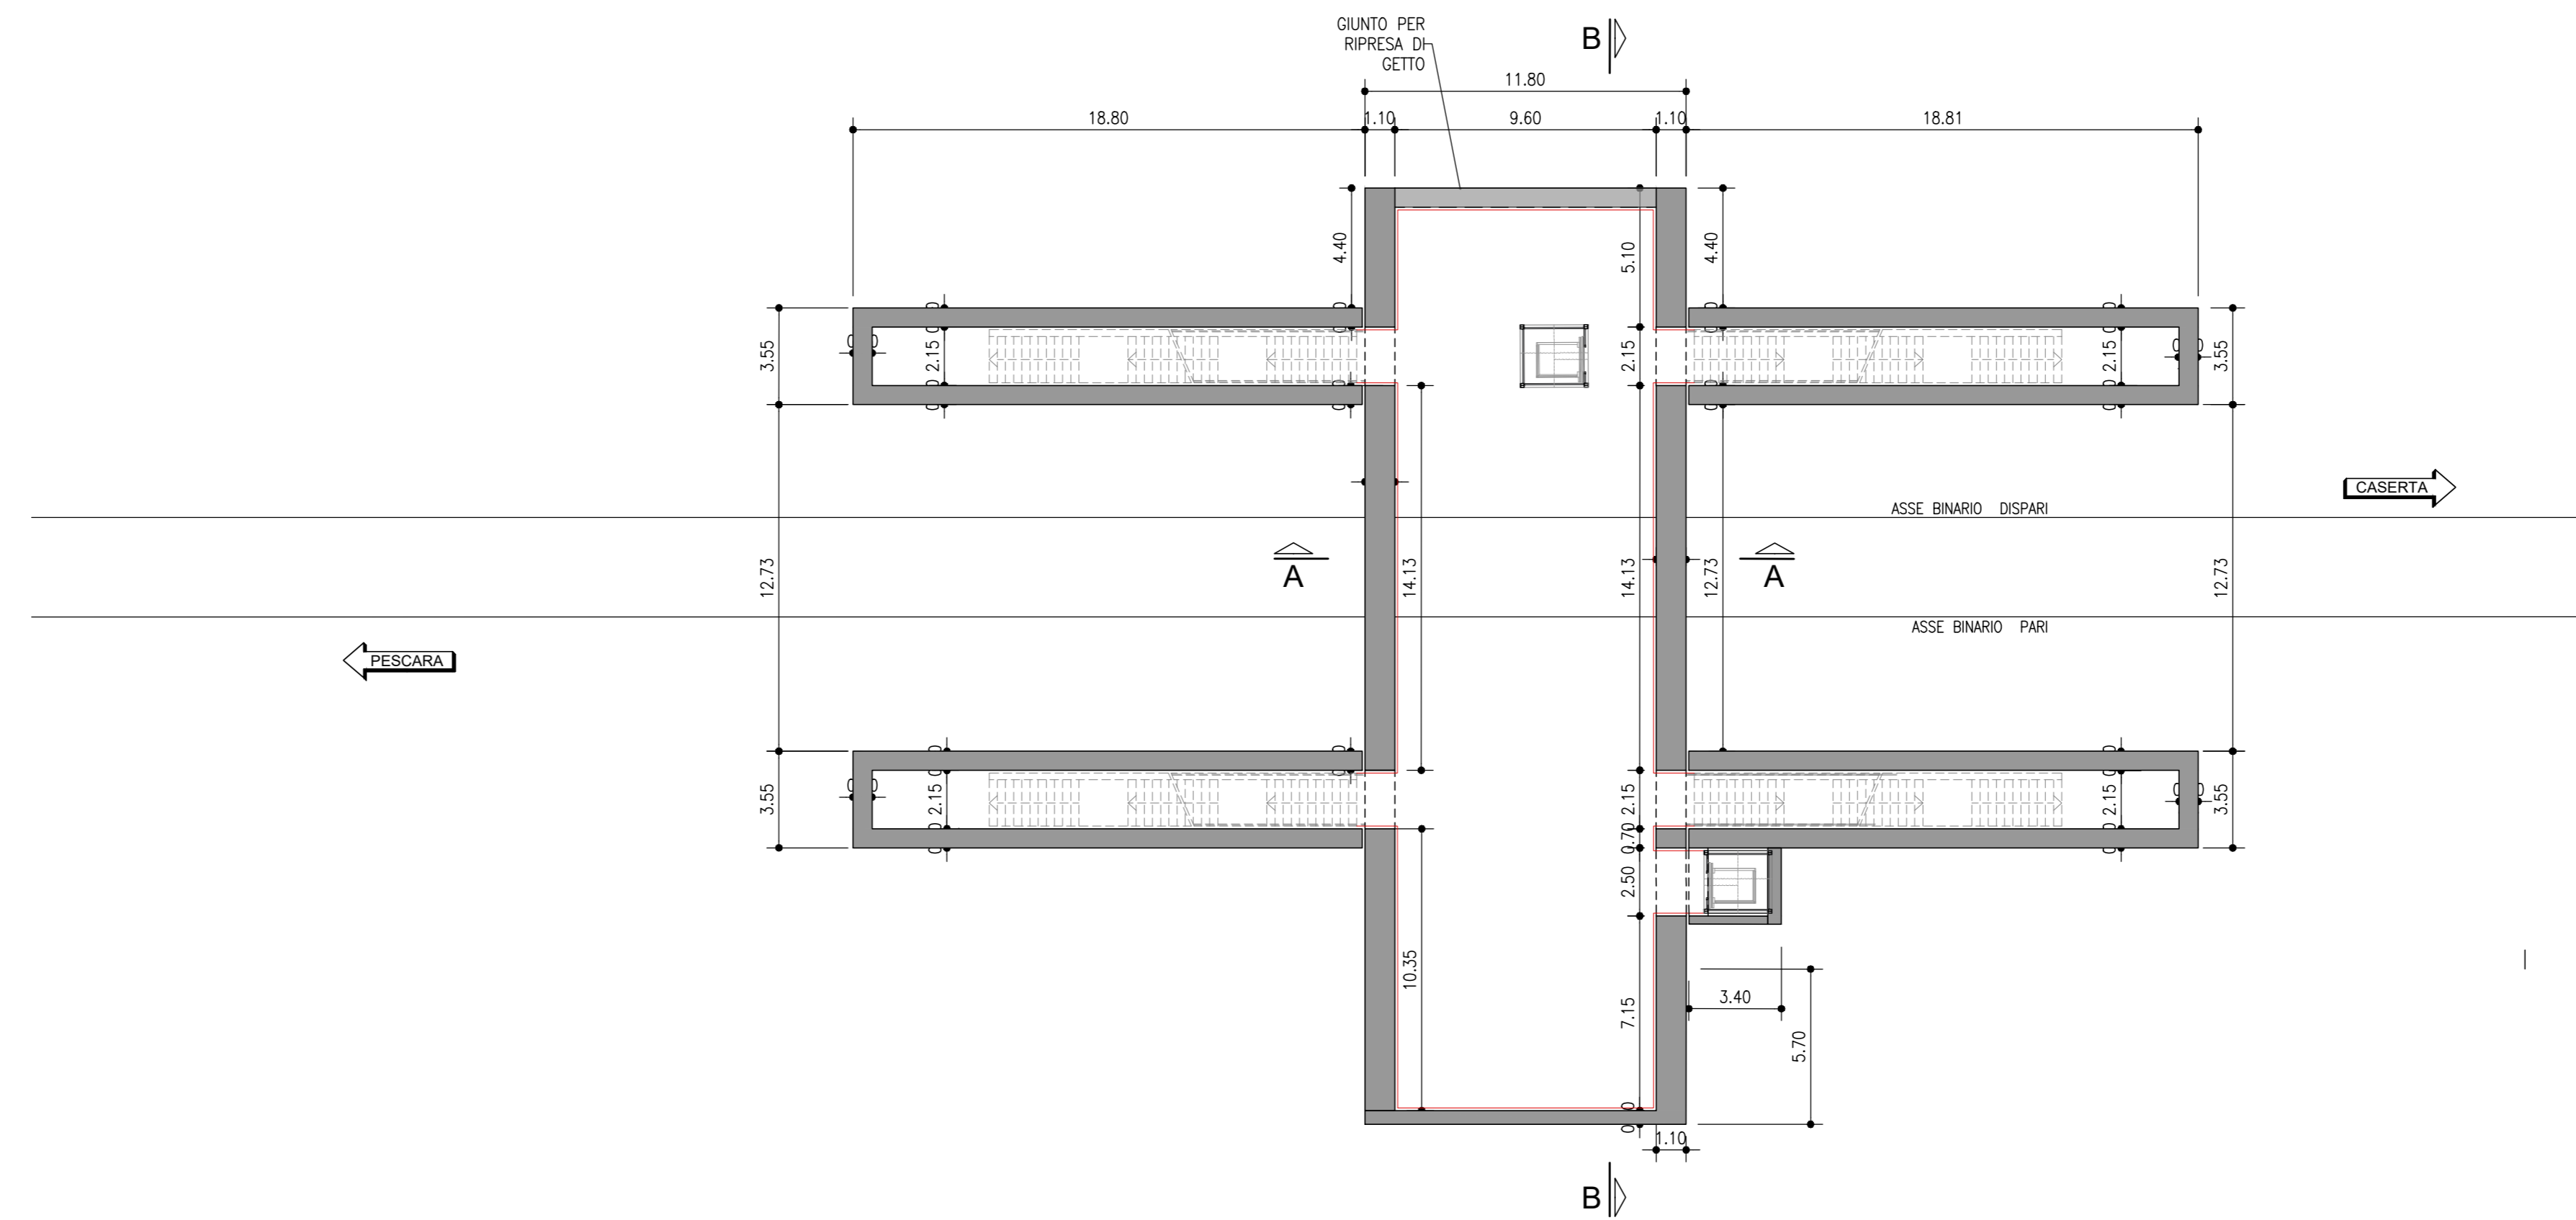 GIUNTO PER
RIPRESA DI
GETTO
B
11.80
18.80
1.10
9.60
1.10
18.81
4.40
5.10
4.40
3.55
2.15
2.15
2.15
3.55
CASERTA
ASSE BINARIO DISPARI
A
A
12.73
14.13
14.13
12.73
12.73
ASSE BINARIO PARI
PESCARA
3.55
2.15
2.15
2.15
3.55
0.70
2.50
10.35
7.15
3.40
5.70
1.10
B